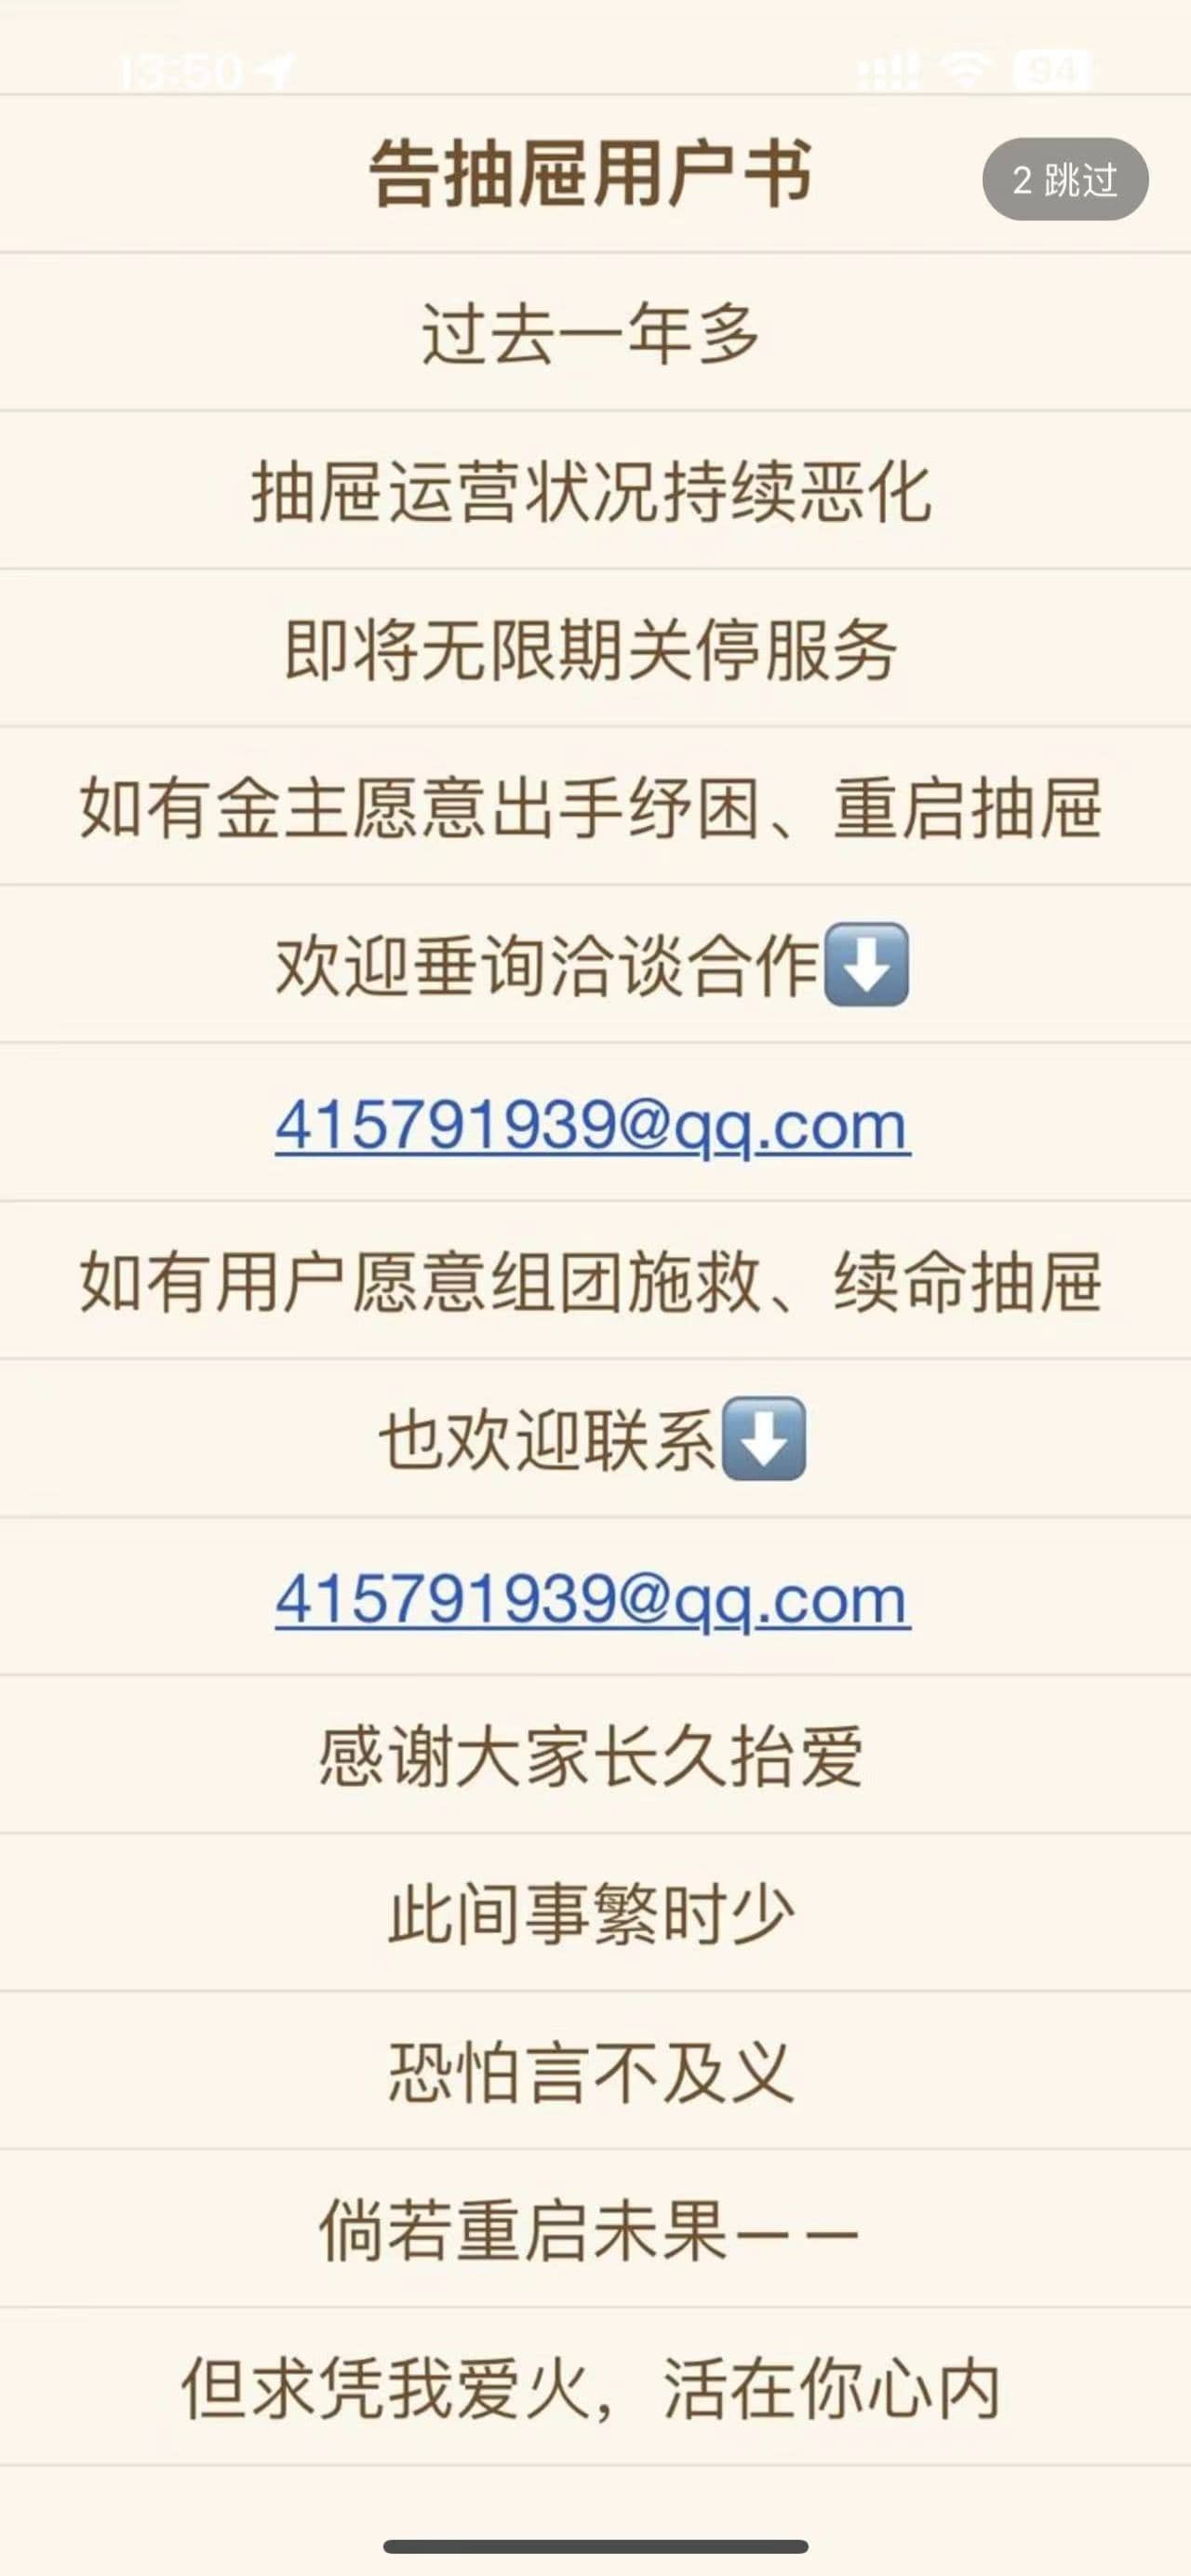 13:50
94
告抽屉用户书
2 跳过
过去一年多
抽屉运营状况持续恶化
即将无限期关停服务
如有金主愿意出手纾困、重启抽屉
欢迎垂询洽谈合作⬇️
415791939@qq.com
如有用户愿意组团施救、续命抽屉
也欢迎联系⬇️
415791939@qq.com
感谢大家长久抬爱
此间事繁时少
恐怕言不及义
倘若重启未果——
但求凭我爱火，活在你心内